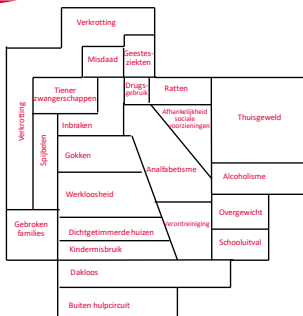 Verkrotting
Misdaad
Geestes-
ziekten
Tiener
zwangerschappen
Drugs-
gebruik
Ratten
Verkrotting
Spijbelen
Inbraken
Afhankelijkheid
sociale
voorzieningen
Thuisgeweld
Gokken
Analfabetisme
Alcoholisme
Werkloosheid
Overgewicht
Gebroken
families
Verontreiniging
Dichtgetimmerde huizen
Schooluitval
Kindermisbruik
Dakloos
Buiten hulpcircuit